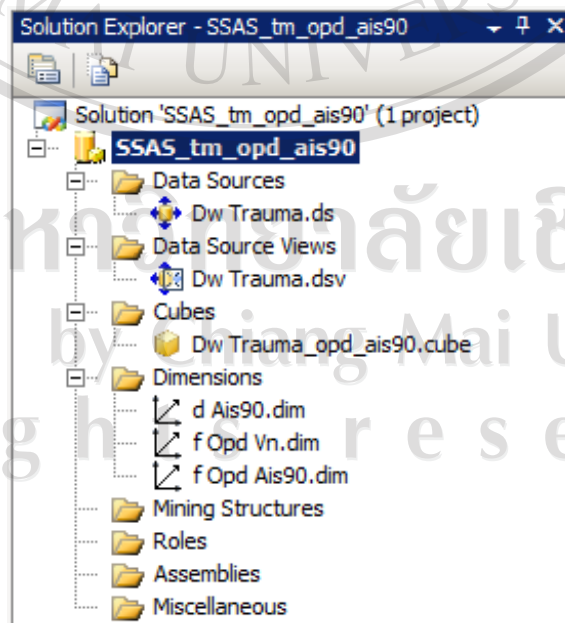 Solution Explorer - SSAS_tm_opd_ais90
Solution 'SSAS_tm_opd_ais90' (1 project)
SSAS_tm_opd_ais90
Data Sources
Dw Trauma.ds
Data Source Views
Dw Trauma.dsv
Cubes
Dw Trauma_opd_ais90.cube
Dimensions
d Ais90.dim
f Opd Vn.dim
f Opd Ais90.dim
Mining Structures
Roles
Assemblies
Miscellaneous